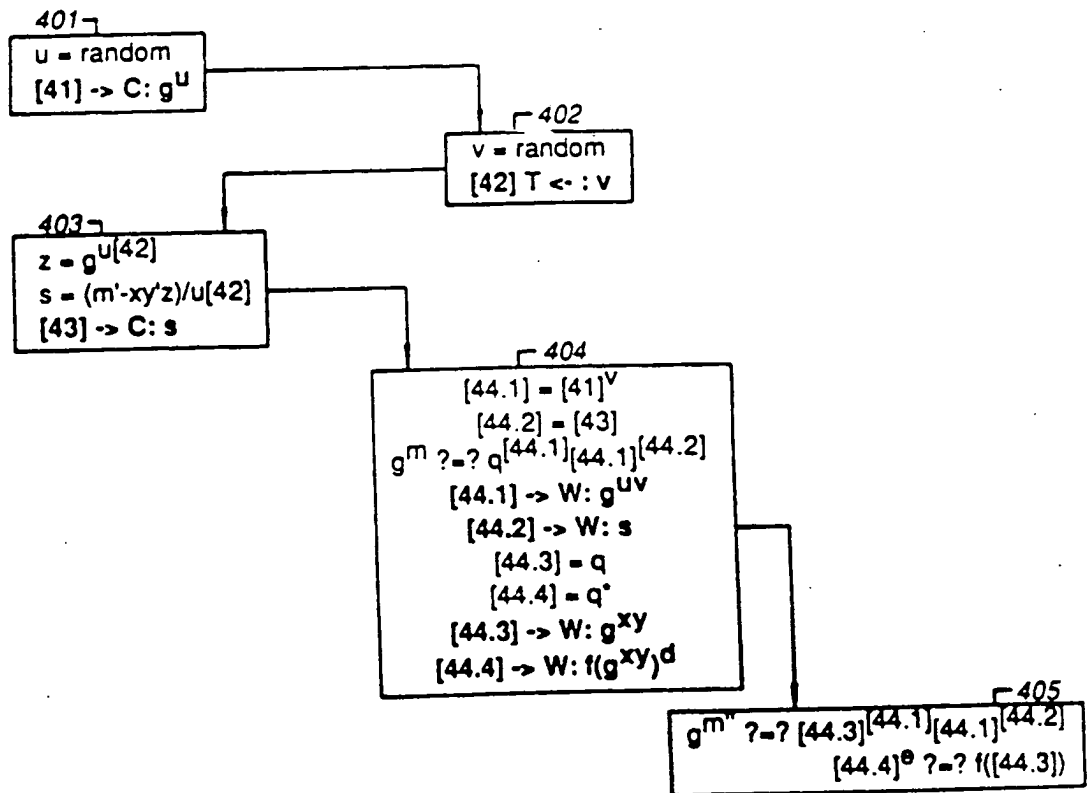 401
u = random
[41] -> C: g^u
402
v = random
[42] T <- : v
403
z = g^u[42]
s = (m'-xy'z)/u[42]
[43] -> C: s
404
[44.1] = [41]^v
[44.2] = [43]
g^m ?=? q^[44.1][44.1]^[44.2]
[44.1] -> W: g^uv
[44.2] -> W: s
[44.3] = q
[44.4] = q*
[44.3] -> W: g^xy
[44.4] -> W: f(g^xy)^d
405
g^m" ?=? [44.3]^[44.1][44.1]^[44.2]
[44.4]^e ?=? f([44.3])